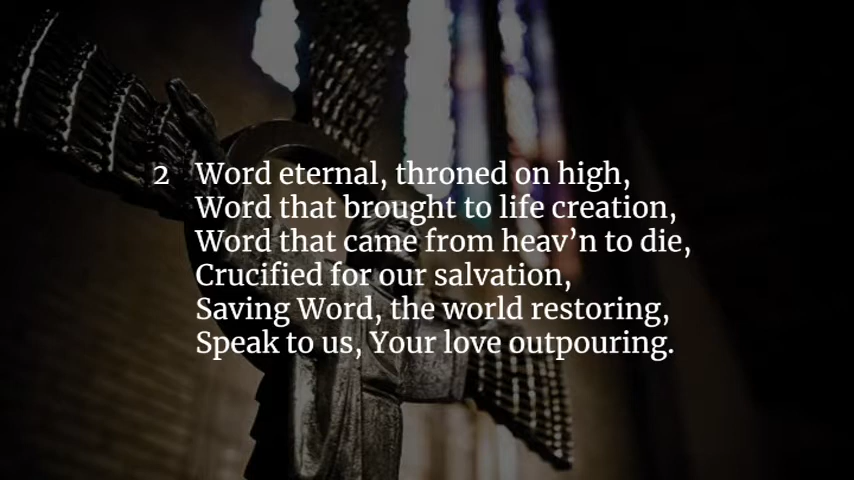 2 Word eternal, throned on high,
Word that brought to life creation,
Word that came from heav’n to die,
Crucified for our salvation,
Saving Word, the world restoring,
Speak to us, Your love outpouring.